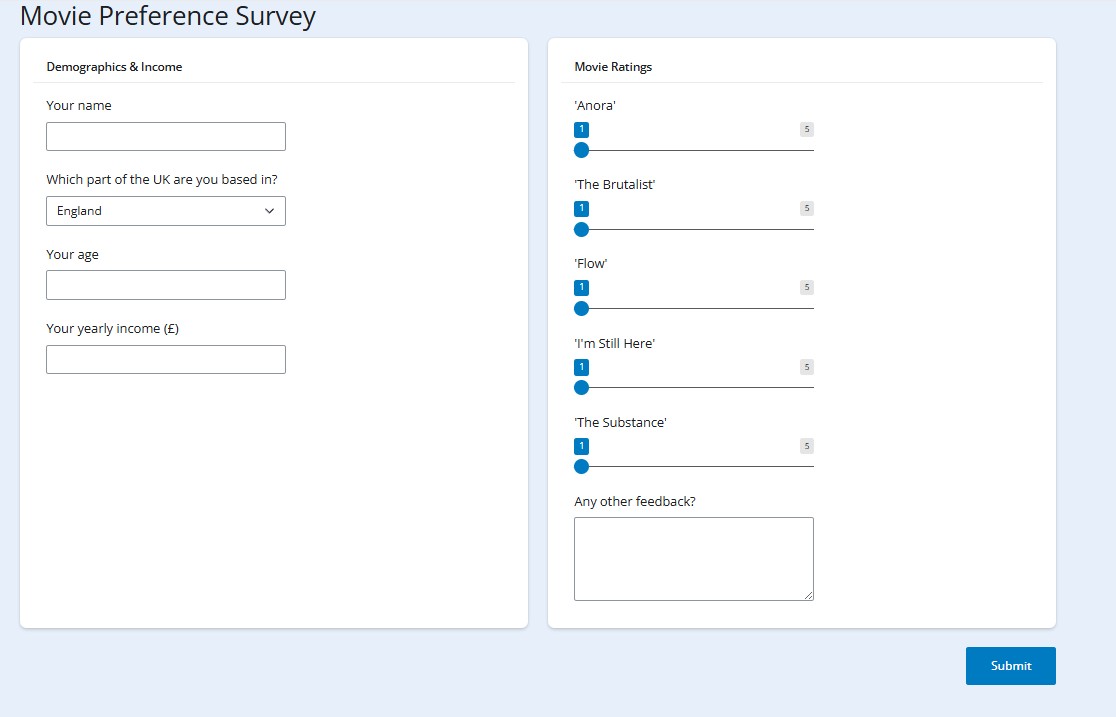 Movie Preference Survey
Demographics & Income
Your name
Which part of the UK are you based in?
England
Your age
Your yearly income (£)
Movie Ratings
'Anora'
1 5
'The Brutalist'
1 5
'Flow'
1 5
'I'm Still Here'
1 5
'The Substance'
1 5
Any other feedback?
Submit